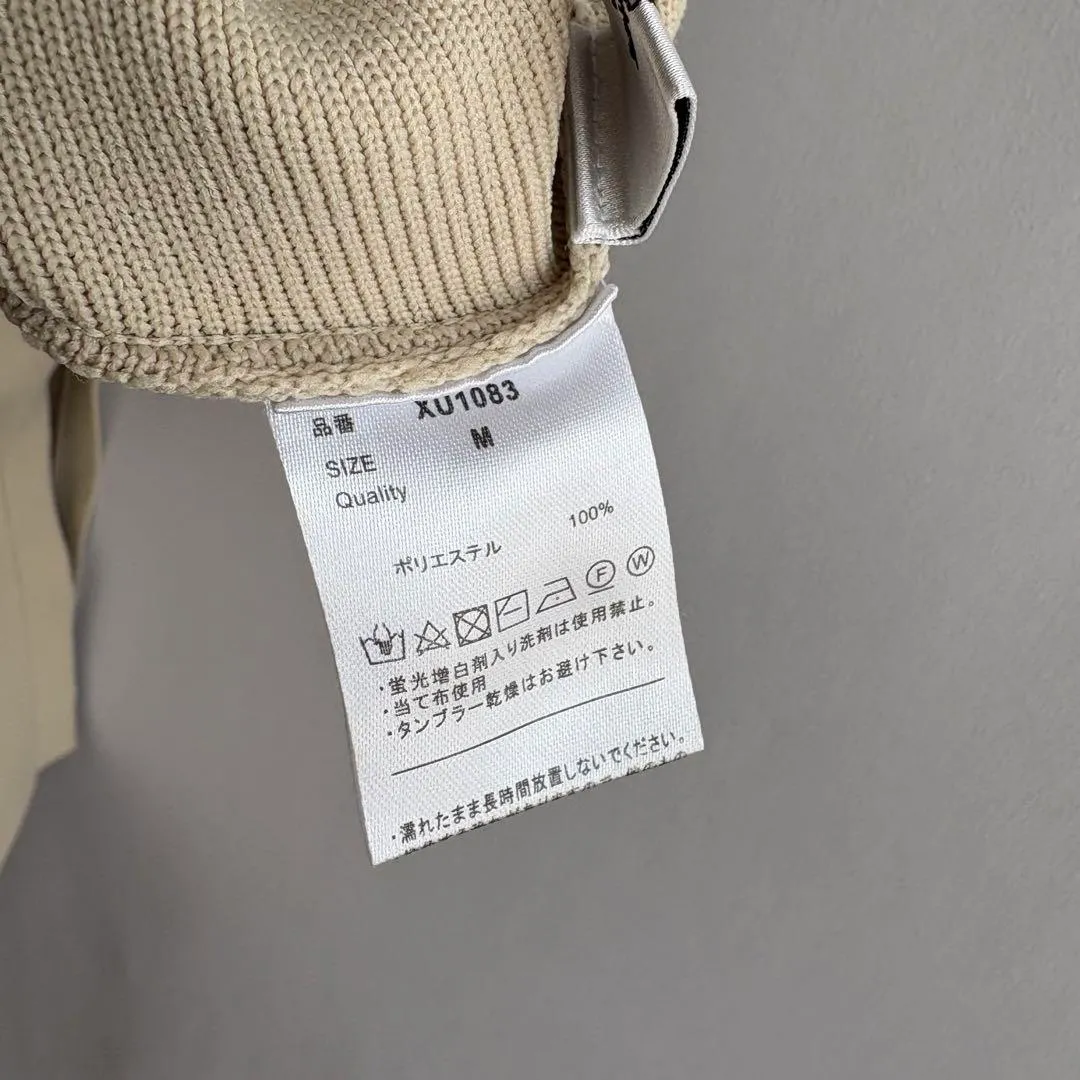 品番 XU1083
SIZE M
Quality
ポリエステル 100%
F W
・蛍光増白剤入り洗剤は使用禁止。
・当て布使用
・タンブラー乾燥はお避け下さい。
・濡れたまま長時間放置しないでください。